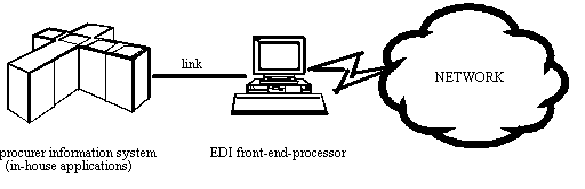 link
NETWORK
procurer information system
(in-house applications)
EDI front-end-processor